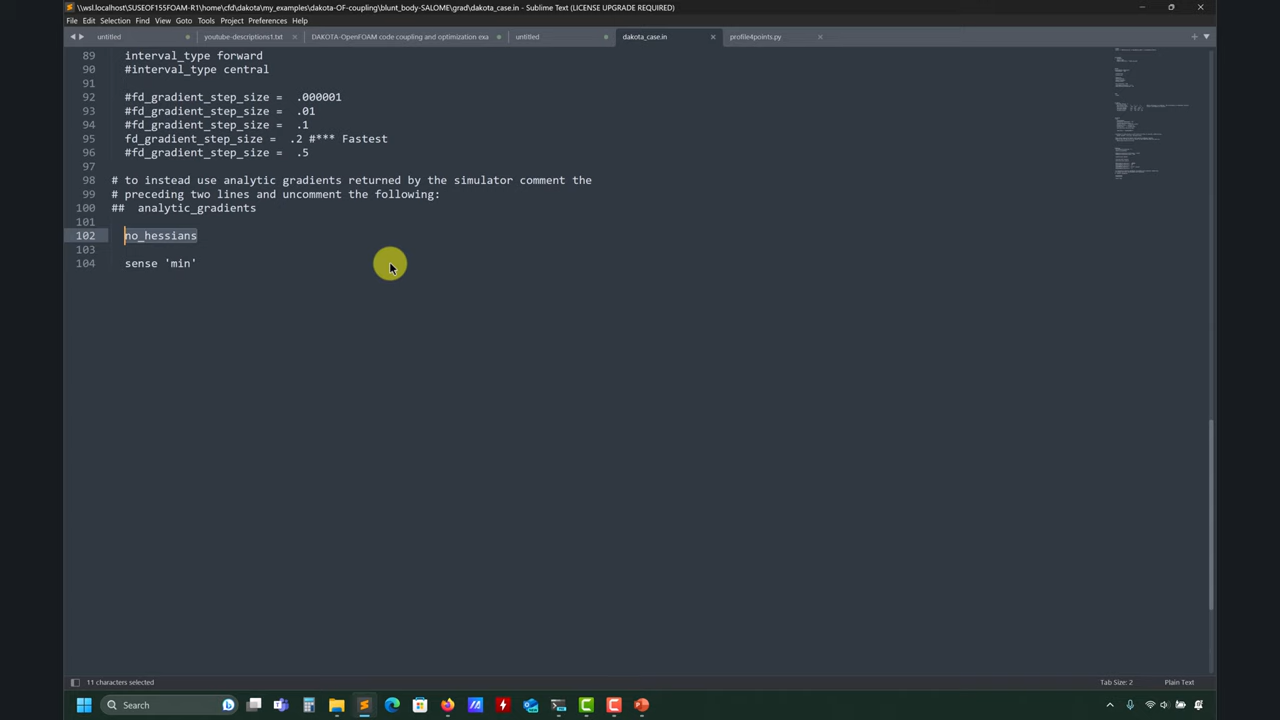 \\wsl.localhost\SUSEOF155FOAM-R1\home\cfd\dakota\my_examples\dakota-OF-coupling\blunt_body-SALOME\grad\dakota_case.in - Sublime Text (LICENSE UPGRADE REQUIRED)
File Edit Selection Find View Goto Tools Project Preferences Help
untitled youtube-descriptions1.txt DAKOTA-OpenFOAM code coupling and optimization exa untitled dakota_case.in profile4points.py
89 interval_type forward
90 #interval_type central
91
92 #fd_gradient_step_size = .000001
93 #fd_gradient_step_size = .01
94 #fd_gradient_step_size = .1
95 fd_gradient_step_size = .2 #*** Fastest
96 #fd_gradient_step_size = .5
97
98 # to instead use analytic gradients returned by the simulator comment the
99 # preceding two lines and uncomment the following:
100 ## analytic_gradients
101
102 no_hessians
103
104 sense 'min'
11 characters selected Tab Size: 2 Plain Text
Search